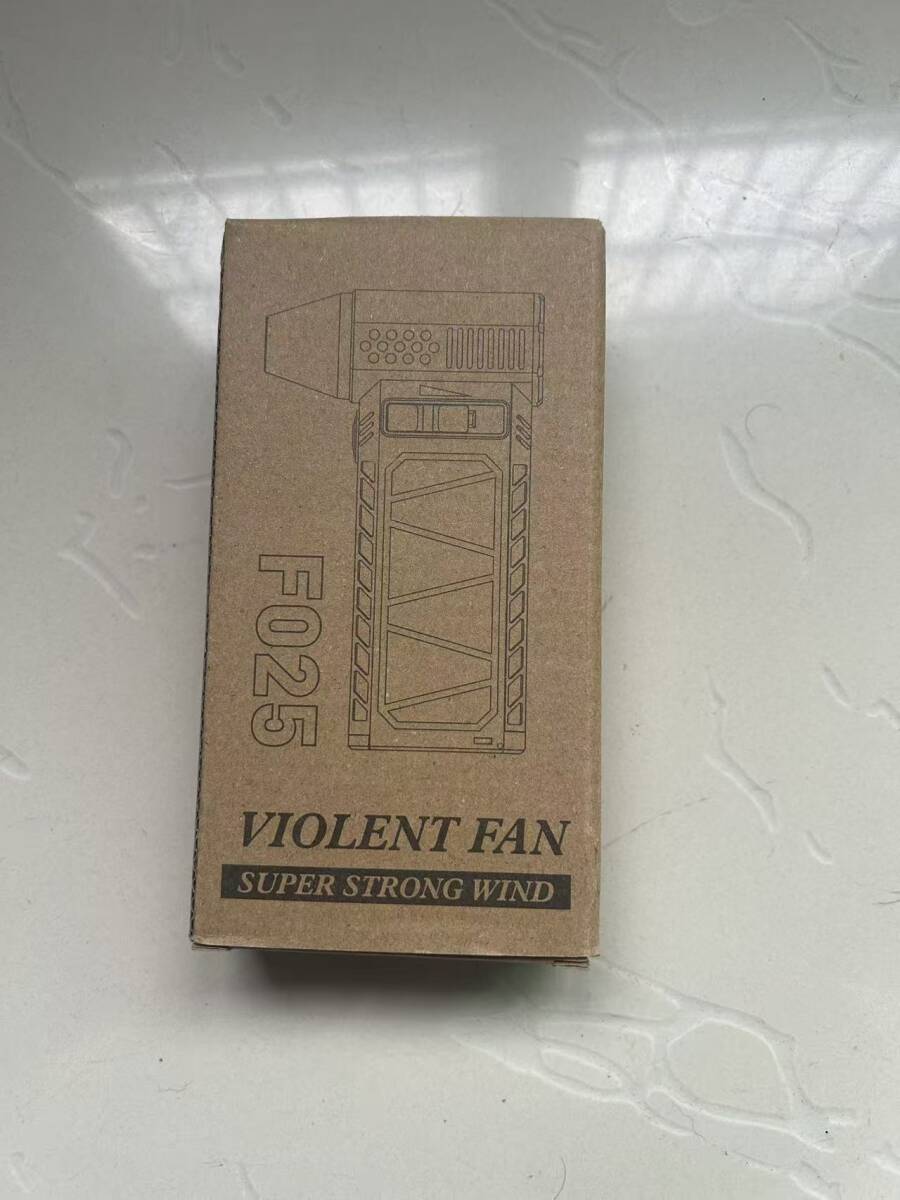 F025
VIOLENT FAN
SUPER STRONG WIND